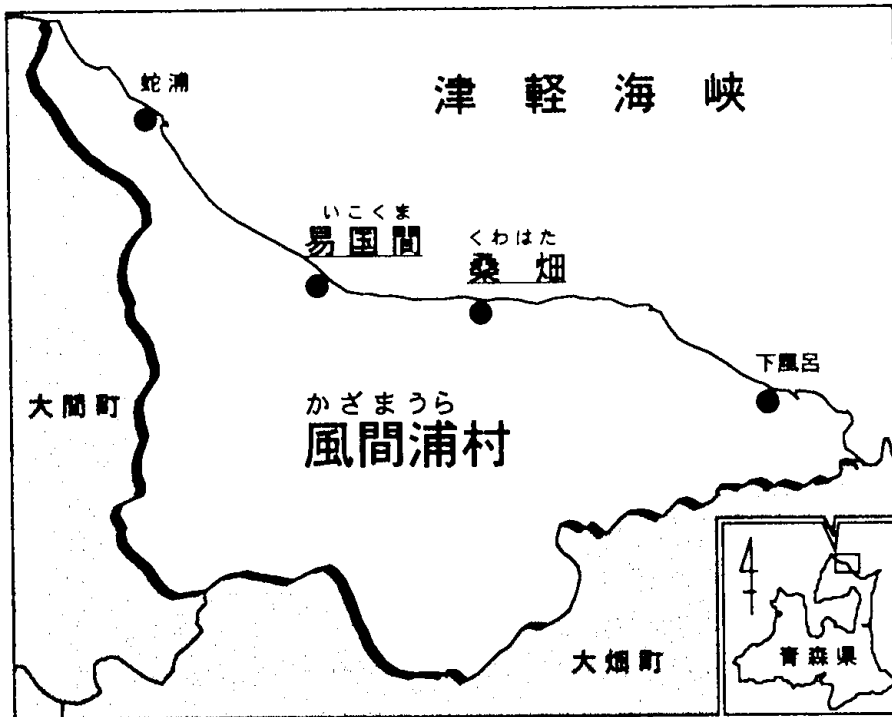 蛇浦
津軽海峡
いこくま
易国間
くわはた
桑畑
下風呂
大間町
かざまうら
風間浦村
大畑町
青森県